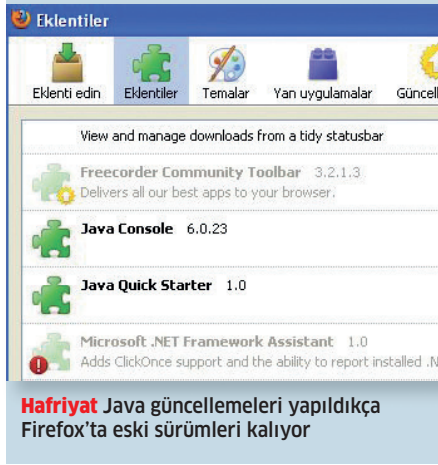 Eklentiler
Eklenti edin
Eklentiler
Temalar
Yan uygulamalar
View and manage downloads from a tidy statusbar
Freecorder Community Toolbar 3.2.1.3
Delivers all our best apps to your browser.
Java Console 6.0.23
Java Quick Starter 1.0
Microsoft .NET Framework Assistant 1.0
Adds ClickOnce support and the ability to report installed
Hafriyat Java güncellemeleri yapıldıkça
Firefox'ta eski sürümleri kalıyor